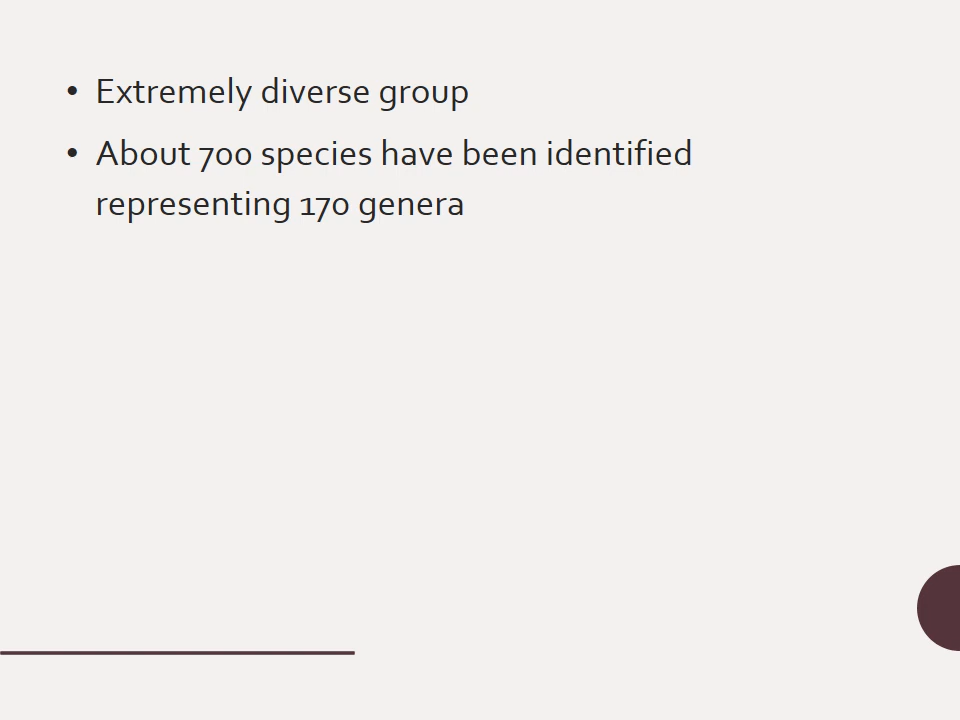 • Extremely diverse group
• About 700 species have been identified
representing 170 genera